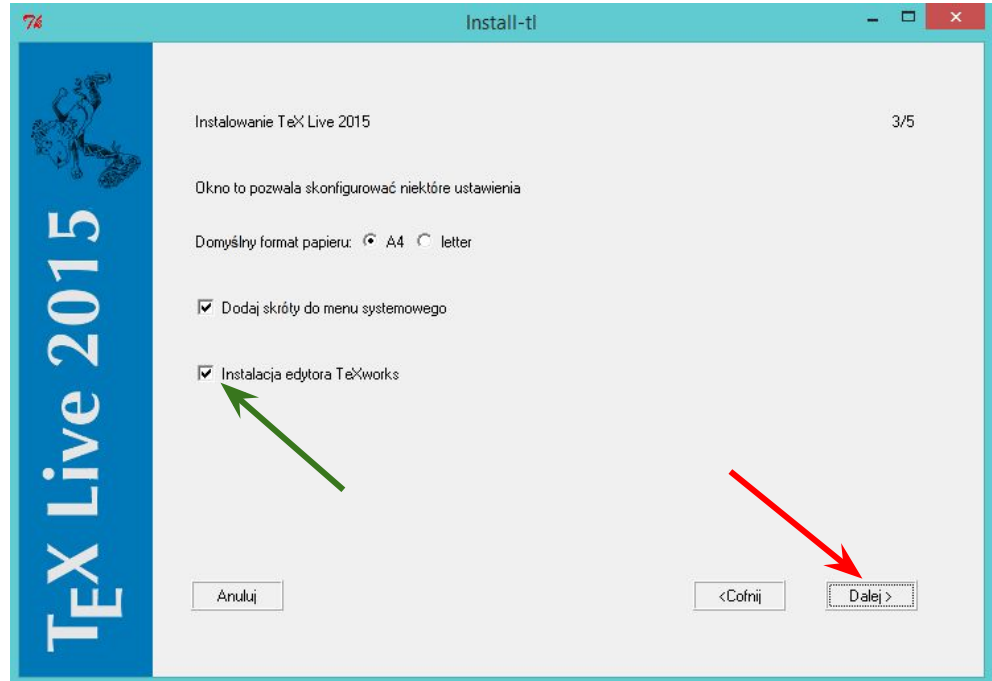 Install-tl
TEX Live 2015
Instalowanie TeX Live 2015 3/5
Okno to pozwala skonfigurować niektóre ustawienia
Domyślny format papieru: A4 letter
Dodaj skróty do menu systemowego
Instalacja edytora TeXworks
Anuluj <Cofnij Dalej >